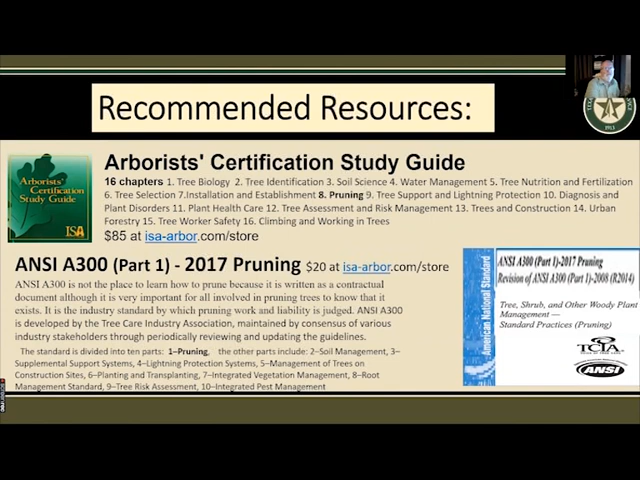 Recommended Resources:
1915
Arborists' Certification Study Guide
Arborists'
Certification
Study Guide
ISA
16 chapters 1. Tree Biology 2. Tree Identification 3. Soil Science 4. Water Management 5. Tree Nutrition and Fertilization
6. Tree Selection 7.Installation and Establishment 8. Pruning 9. Tree Support and Lightning Protection 10. Diagnosis and
Plant Disorders 11. Plant Health Care 12. Tree Assessment and Risk Management 13. Trees and Construction 14. Urban
Forestry 15. Tree Worker Safety 16. Climbing and Working in Trees
$85 at isa-arbor.com/store
ANSI A300 (Part 1) - 2017 Pruning $20 at isa-arbor.com/store
ANSI A300 is not the place to learn how to prune because it is written as a contractual
document although it is very important for all involved in pruning trees to know that it
exists. It is the industry standard by which pruning work and liability is judged. ANSI A300
is developed by the Tree Care Industry Association, maintained by consensus of various
industry stakeholders through periodically reviewing and updating the guidelines.
The standard is divided into ten parts: 1–Pruning, the other parts include: 2–Soil Management, 3–
Supplemental Support Systems, 4–Lightning Protection Systems, 5–Management of Trees on
Construction Sites, 6–Planting and Transplanting, 7–Integrated Vegetation Management, 8–Root
Management Standard, 9–Tree Risk Assessment, 10–Integrated Pest Management
American National Standard
ANSI A300 (Part 1)-2017 Pruning
Revision of ANSI A300 (Part 1)-2008 (R2014)
Tree, Shrub, and Other Woody Plant
Management —
Standard Practices (Pruning)
TCIA
ANSI